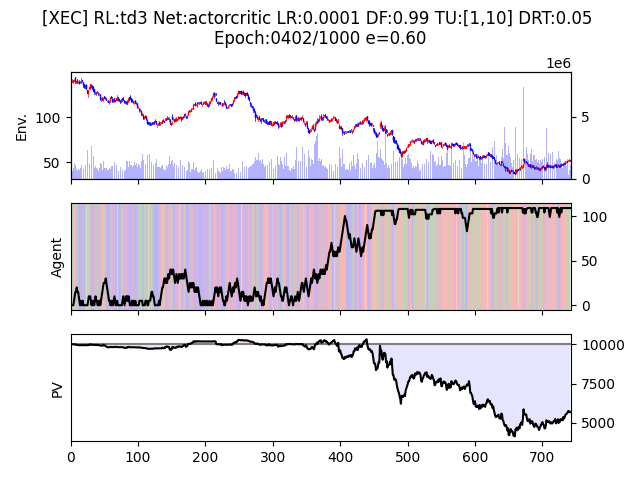 [XEC] RL:td3 Net:actorcritic LR:0.0001 DF:0.99 TU:[1,10] DRT:0.05
Epoch:0402/1000 e=0.60
1e6
Env.
100
50
5
0
Agent
100
50
0
PV
10000
7500
5000
0 100 200 300 400 500 600 700